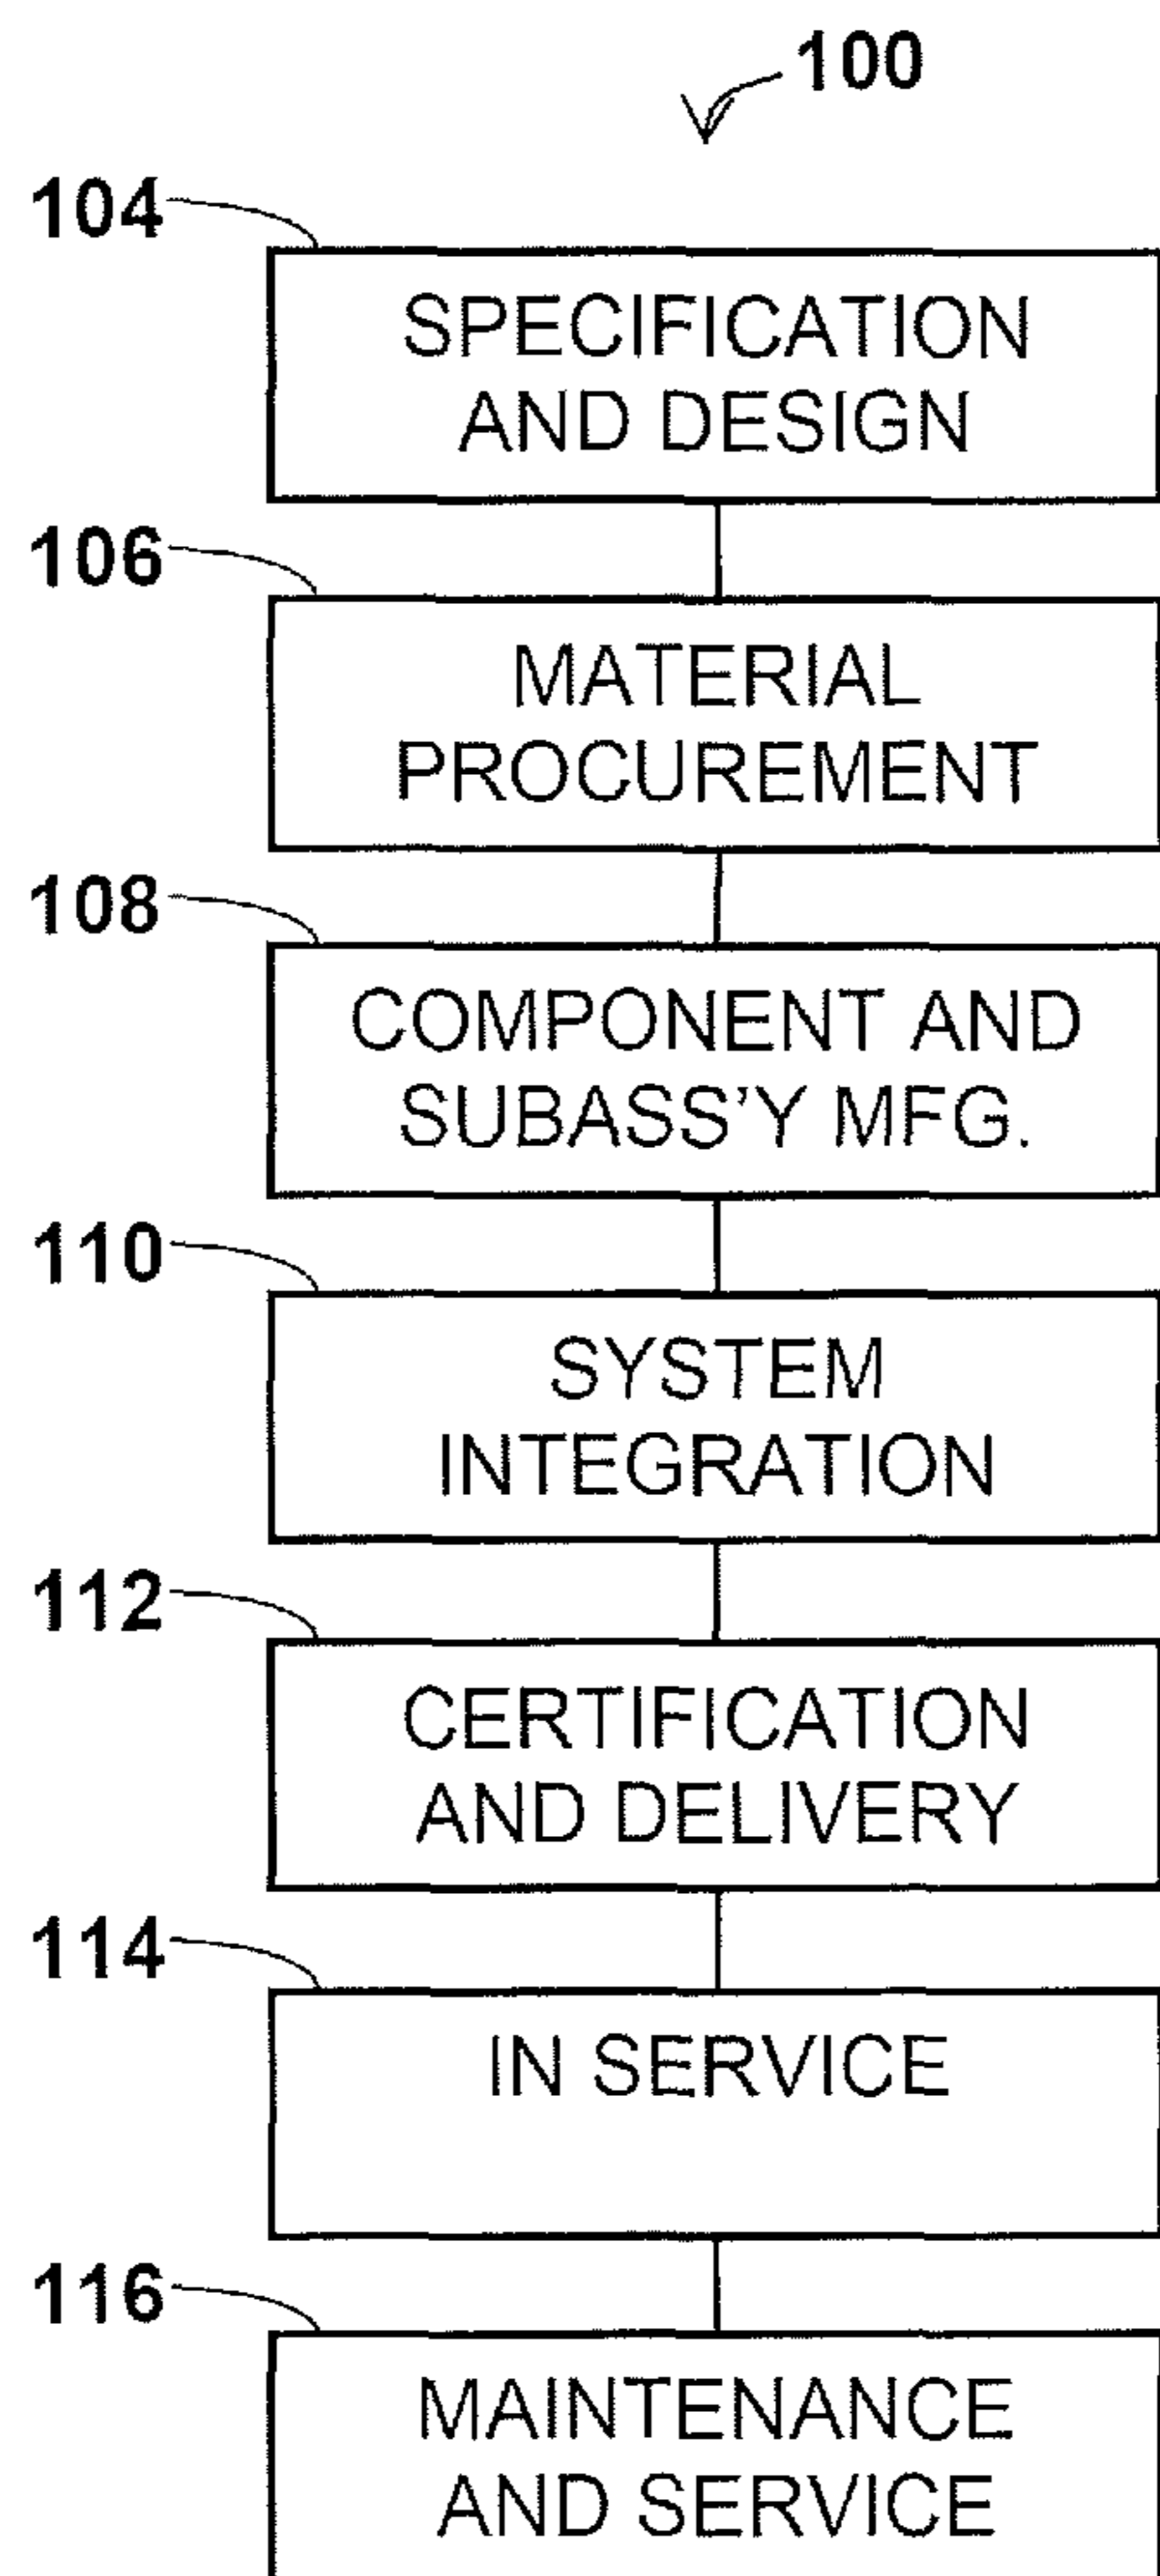 100
104
SPECIFICATION
AND DESIGN
106
MATERIAL
PROCUREMENT
108
COMPONENT AND
SUBASS’Y MFG.
110
SYSTEM
INTEGRATION
112
CERTIFICATION
AND DELIVERY
114
IN SERVICE
116
MAINTENANCE
AND SERVICE